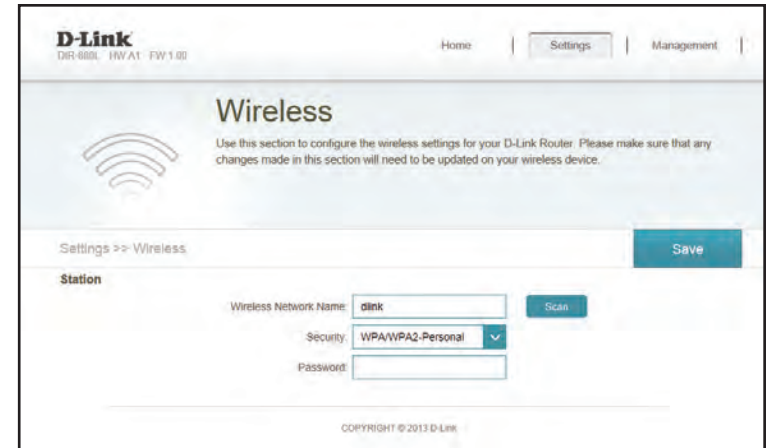 D-Link
DIR-600L HW:A1 FW:1.00
Home | Settings | Management |
Wireless
Use this section to configure the wireless settings for your D-Link Router. Please make sure that any
changes made in this section will need to be updated on your wireless device.
Settings >> Wireless
Save
Station
Wireless Network Name: dlink
Scan
Security: WPA/WPA2-Personal
Password:
COPYRIGHT © 2013 D-Link